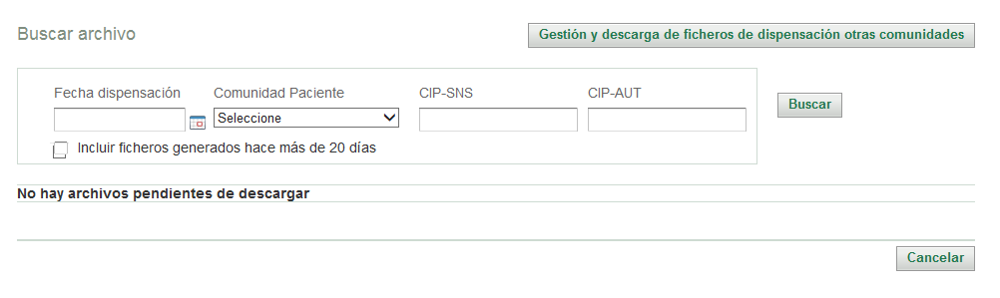 Buscar archivo
Gestión y descarga de ficheros de dispensación otras comunidades
Fecha dispensación
Comunidad Paciente
CIP-SNS
CIP-AUT
Seleccione
Buscar
Incluir ficheros generados hace más de 20 días
No hay archivos pendientes de descargar
Cancelar